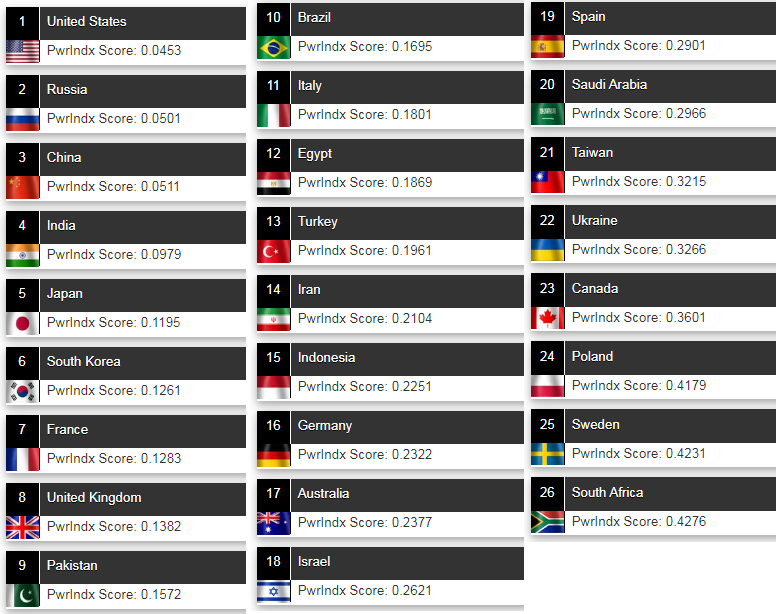 1 United States
PwrIndx Score: 0.0453
2 Russia
PwrIndx Score: 0.0501
3 China
PwrIndx Score: 0.0511
4 India
PwrIndx Score: 0.0979
5 Japan
PwrIndx Score: 0.1195
6 South Korea
PwrIndx Score: 0.1261
7 France
PwrIndx Score: 0.1283
8 United Kingdom
PwrIndx Score: 0.1382
9 Pakistan
PwrIndx Score: 0.1572
10 Brazil
PwrIndx Score: 0.1695
11 Italy
PwrIndx Score: 0.1801
12 Egypt
PwrIndx Score: 0.1869
13 Turkey
PwrIndx Score: 0.1961
14 Iran
PwrIndx Score: 0.2104
15 Indonesia
PwrIndx Score: 0.2251
16 Germany
PwrIndx Score: 0.2322
17 Australia
PwrIndx Score: 0.2377
18 Israel
PwrIndx Score: 0.2621
19 Spain
PwrIndx Score: 0.2901
20 Saudi Arabia
PwrIndx Score: 0.2966
21 Taiwan
PwrIndx Score: 0.3215
22 Ukraine
PwrIndx Score: 0.3266
23 Canada
PwrIndx Score: 0.3601
24 Poland
PwrIndx Score: 0.4179
25 Sweden
PwrIndx Score: 0.4231
26 South Africa
PwrIndx Score: 0.4276